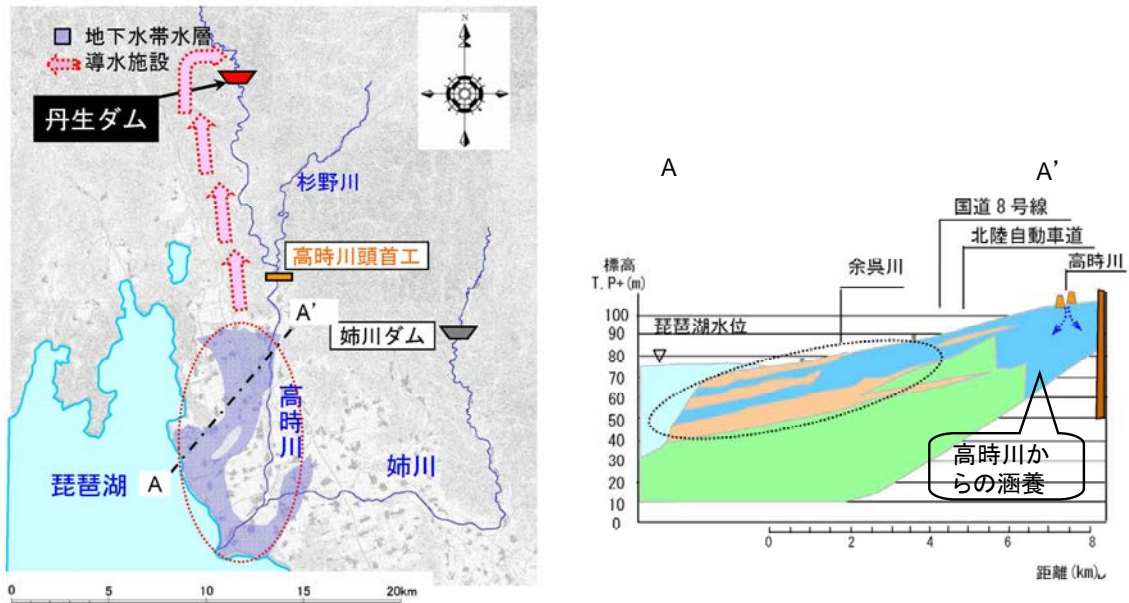 地下水帯水層
導水施設
丹生ダム
N
杉野川
高時川頭首工
A'
姉川ダム
高時川
姉川
琵琶湖
A
0 5 10 15 20km
A
A'
国道8号線
北陸自動車道
高時川
余呉川
標高
T.P+(m)
琵琶湖水位
100
90
80
70
60
50
40
30
20
10
0
高時川か
らの涵養
0 2 4 6 8
距離(km)